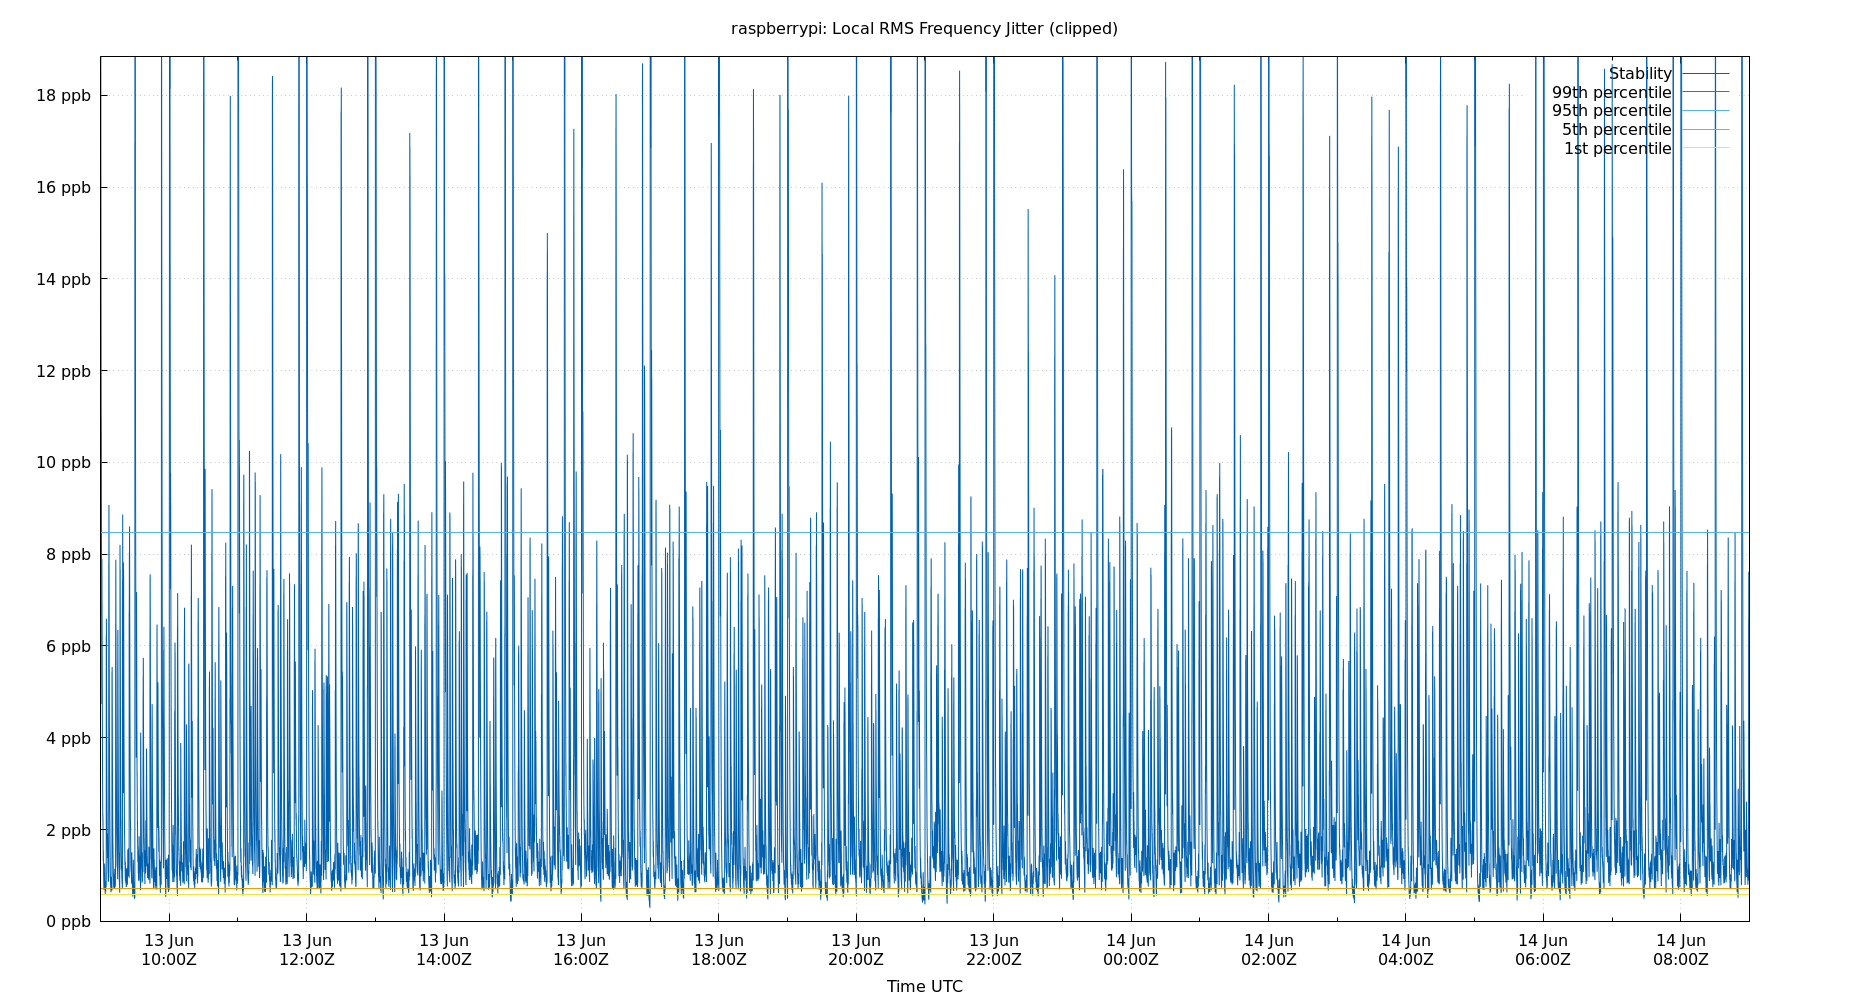 raspberrypi: Local RMS Frequency Jitter (clipped)
Stability
99th percentile
95th percentile
5th percentile
1st percentile
18 ppb
16 ppb
14 ppb
12 ppb
10 ppb
8 ppb
6 ppb
4 ppb
2 ppb
0 ppb
13 Jun 13 Jun 13 Jun 13 Jun 13 Jun 13 Jun 13 Jun 14 Jun 14 Jun 14 Jun 14 Jun 14 Jun
10:00Z 12:00Z 14:00Z 16:00Z 18:00Z 20:00Z 22:00Z 00:00Z 02:00Z 04:00Z 06:00Z 08:00Z
Time UTC